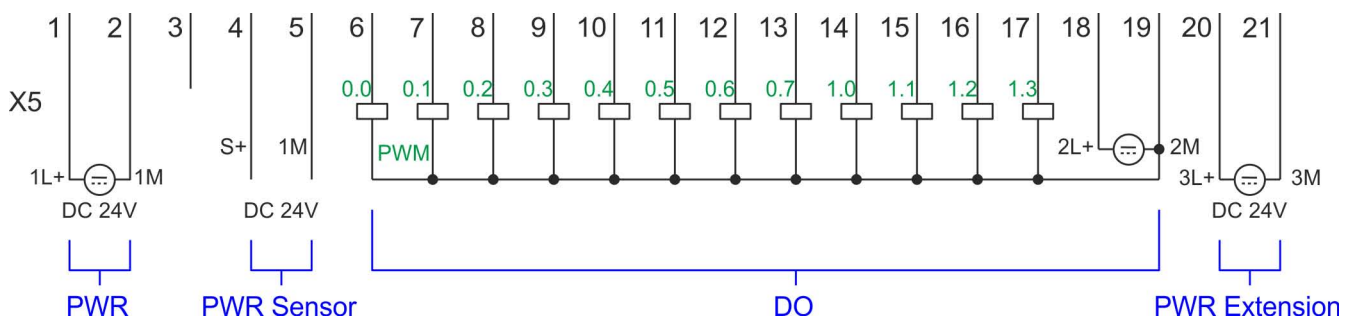 1 2 3 4 5 6 7 8 9 10 11 12 13 14 15 16 17 18 19 20 21
0.0 0.1 0.2 0.3 0.4 0.5 0.6 0.7 1.0 1.1 1.2 1.3
X5
S+ 1M PWM 2L+ 2M
1L+ 1M 3L+ 3M
DC 24V DC 24V DC 24V
PWR PWR Sensor DO PWR Extension